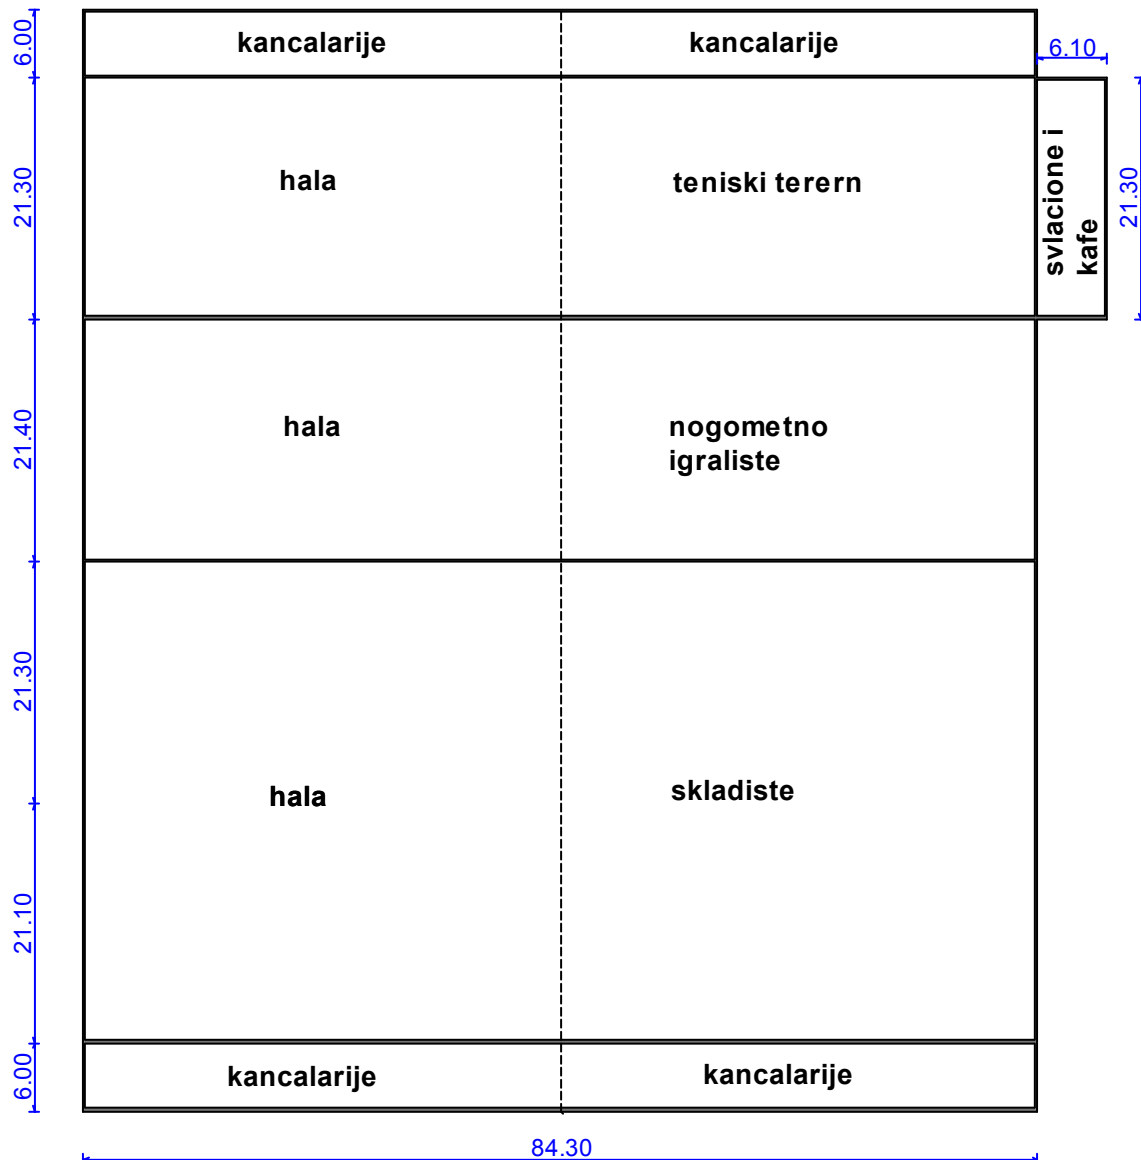 6.00
kancalarije
kancalarije
6.10
21.30
hala
teniski terern
svlacione i
kafe
21.30
21.40
hala
nogometno
igraliste
21.30
hala
skladiste
21.10
6.00
kancalarije
kancalarije
84.30